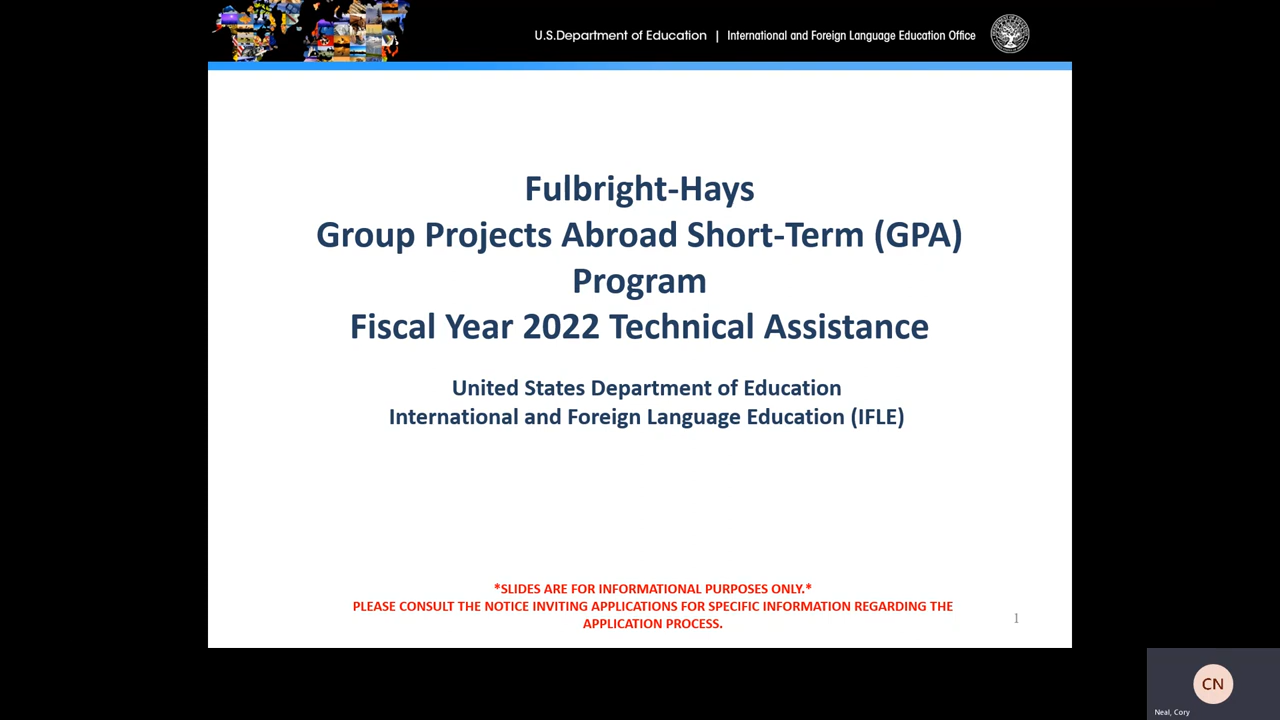 U.S.Department of Education | International and Foreign Language Education Office
Fulbright-Hays
Group Projects Abroad Short-Term (GPA)
Program
Fiscal Year 2022 Technical Assistance
United States Department of Education
International and Foreign Language Education (IFLE)
*SLIDES ARE FOR INFORMATIONAL PURPOSES ONLY.*
PLEASE CONSULT THE NOTICE INVITING APPLICATIONS FOR SPECIFIC INFORMATION REGARDING THE
APPLICATION PROCESS.
1
CN
Neal, Cory